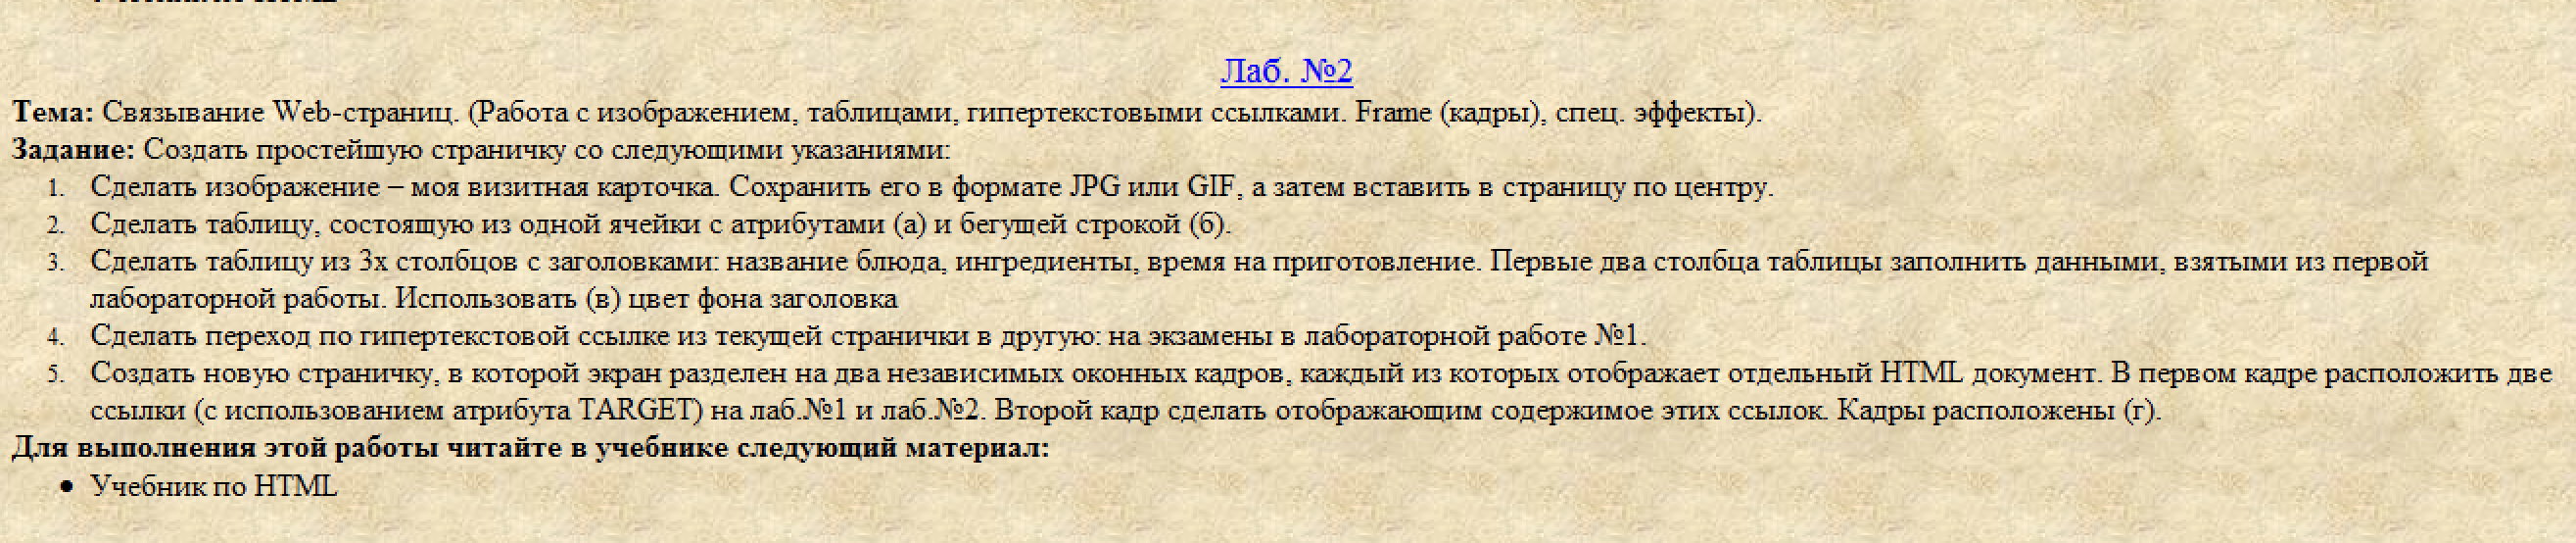 Лаб. №2
Тема: Связывание Web-страниц. (Работа с изображением, таблицами, гипертекстовыми ссылками. Frame (кадры), спец. эффекты).
Задание: Создать простейшую страничку со следующими указаниями:
1. Сделать изображение – моя визитная карточка. Сохранить его в формате JPG или GIF, а затем вставить в страницу по центру.
2. Сделать таблицу, состоящую из одной ячейки с атрибутами (а) и бегущей строкой (б).
3. Сделать таблицу из 3х столбцов с заголовками: название блюда, ингредиенты, время на приготовление. Первые два столбца таблицы заполнить данными, взятыми из первой
лабораторной работы. Использовать (в) цвет фона заголовка
4. Сделать переход по гипертекстовой ссылке из текущей странички в другую: на экзамены в лабораторной работе №1.
5. Создать новую страничку, в которой экран разделен на два независимых оконных кадров, каждый из которых отображает отдельный HTML документ. В первом кадре расположить две
ссылки (с использованием атрибута TARGET) на лаб.№1 и лаб.№2. Второй кадр сделать отображающим содержимое этих ссылок. Кадры расположены (г).
Для выполнения этой работы читайте в учебнике следующий материал:
• Учебник по HTML